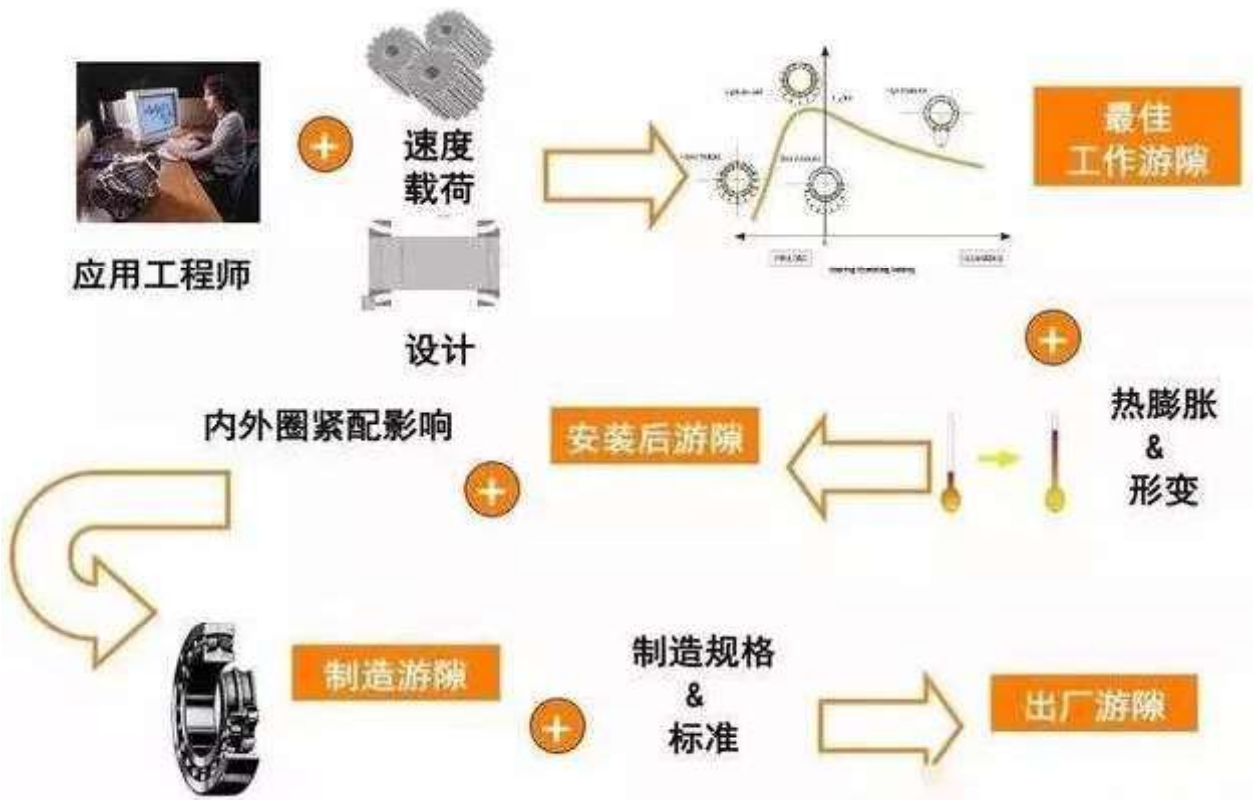 速度
载荷
最佳
工作游隙
应用工程师
设计
热膨胀
&
形变
内外圈紧配影响
安装后游隙
制造游隙
制造规格
&
标准
出厂游隙